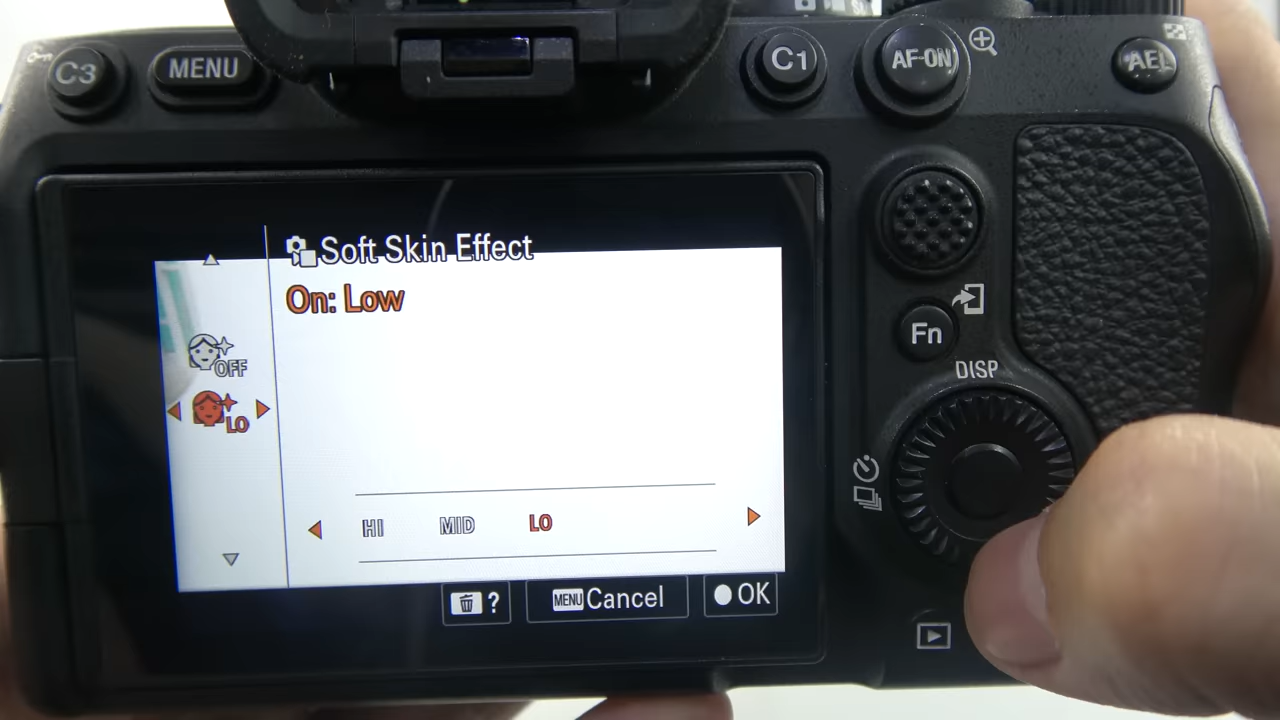 C3
MENU
C1
AF-ON
AEL
Soft Skin Effect
On: Low
OFF
LO
HI MID LO
? MENU Cancel OK
Fn
DISP